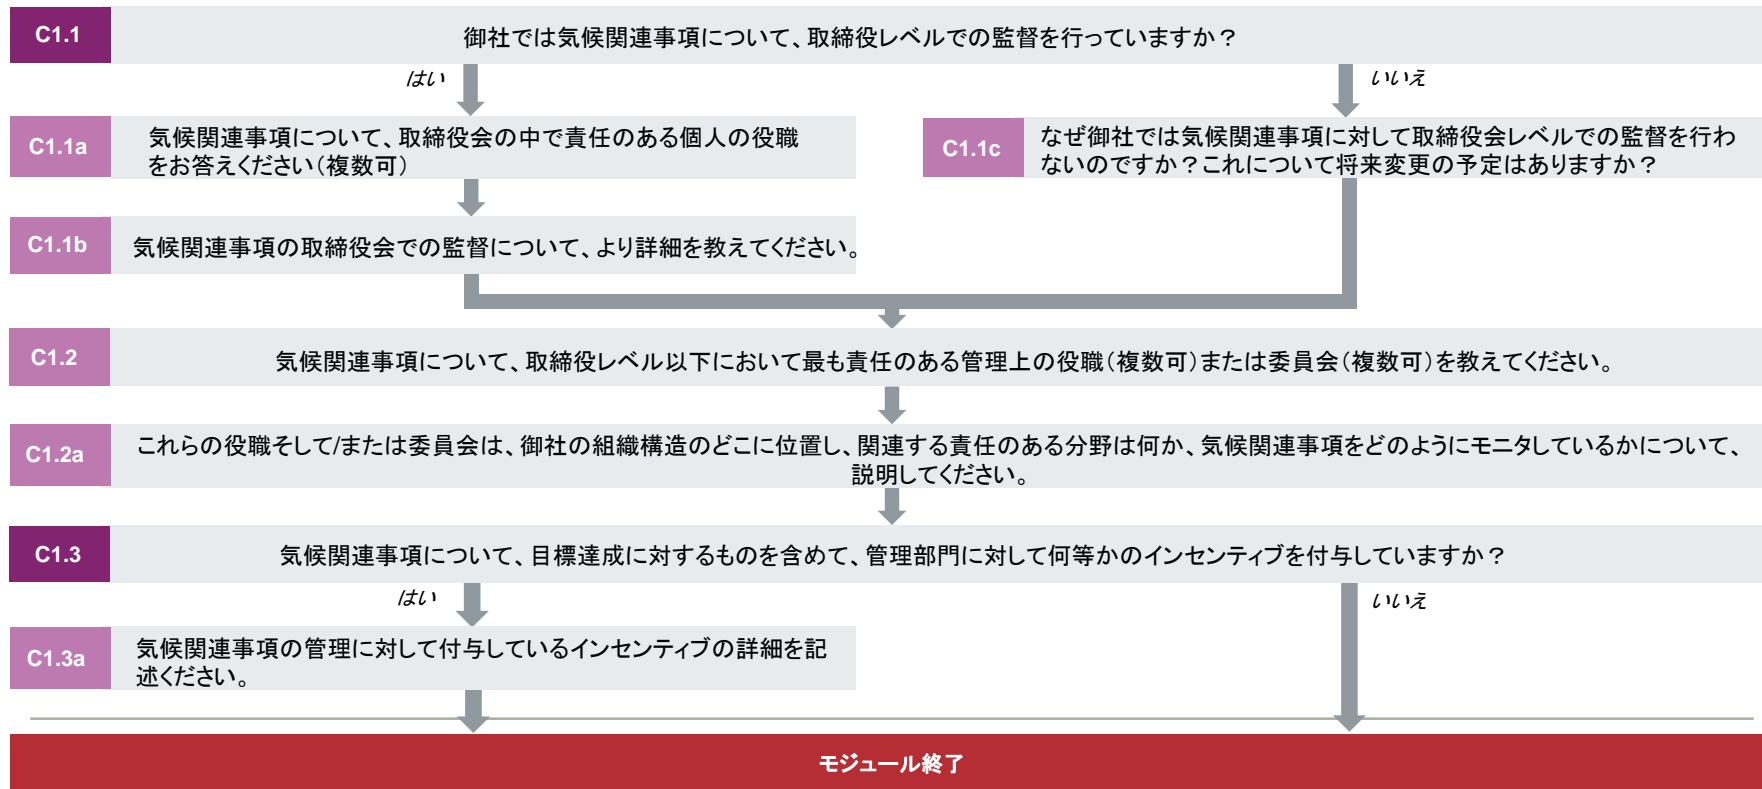 C1.1
御社では気候関連事項について、取締役レベルでの監督を行っていますか？
はい
いいえ
C1.1a
気候関連事項について、取締役会の中で責任のある個人の役職
をお答えください（複数可）
C1.1c
なぜ御社では気候関連事項に対して取締役会レベルでの監督を行わ
ないのですか？これについて将来変更の予定はありますか？
C1.1b
気候関連事項の取締役会での監督について、より詳細を教えてください。
C1.2
気候関連事項について、取締役レベル以下において最も責任のある管理上の役職（複数可）または委員会（複数可）を教えてください。
C1.2a
これらの役職そして/または委員会は、御社の組織構造のどこに位置し、関連する責任のある分野は何か、気候関連事項をどのようにモニタしているかについて、
説明してください。
C1.3
気候関連事項について、目標達成に対するものを含めて、管理部門に対して何等かのインセンティブを付与していますか？
はい
いいえ
C1.3a
気候関連事項の管理に対して付与しているインセンティブの詳細を記
述ください。
モジュール終了